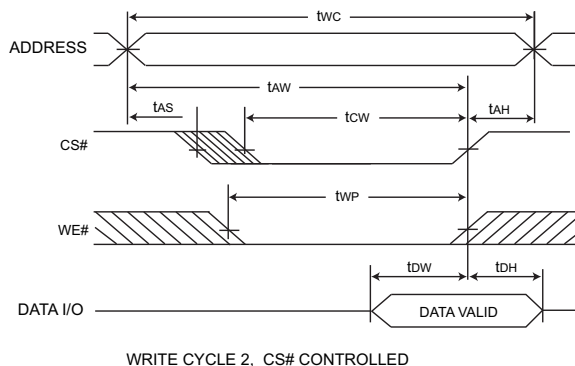 tWC
ADDRESS
tAW
tAS
tCW
tAH
CS#
tWP
WE#
tDW
tDH
DATA I/O
DATA VALID
WRITE CYCLE 2, CS# CONTROLLED